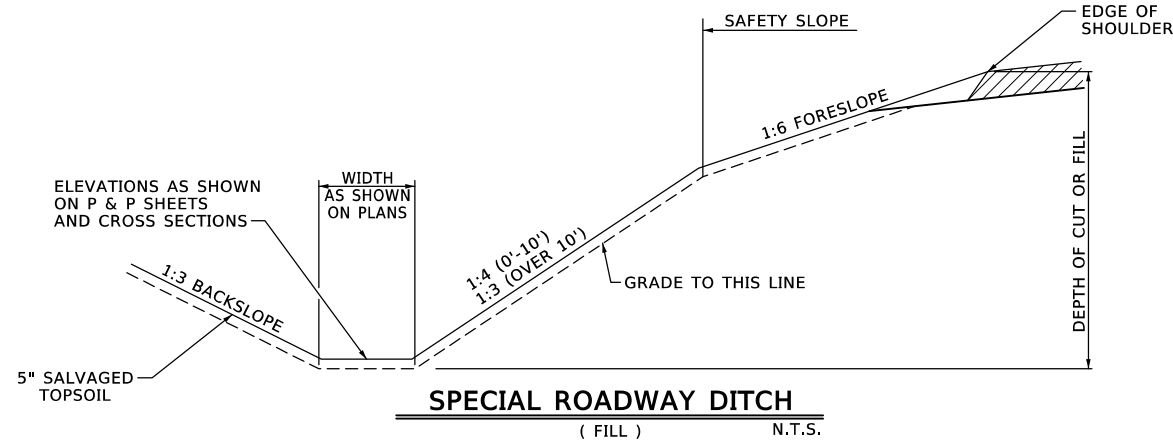 SAFETY SLOPE
EDGE OF
SHOULDER
1:6 FORESLOPE
ELEVATIONS AS SHOWN
ON P & P SHEETS
AND CROSS SECTIONS
WIDTH
AS SHOWN
ON PLANS
1:4 (0'-10')
1:3 (OVER 10')
GRADE TO THIS LINE
DEPTH OF CUT OR FILL
1:3 BACKSLOPE
5" SALVAGED
TOPSOIL
SPECIAL ROADWAY DITCH
( FILL )
N.T.S.